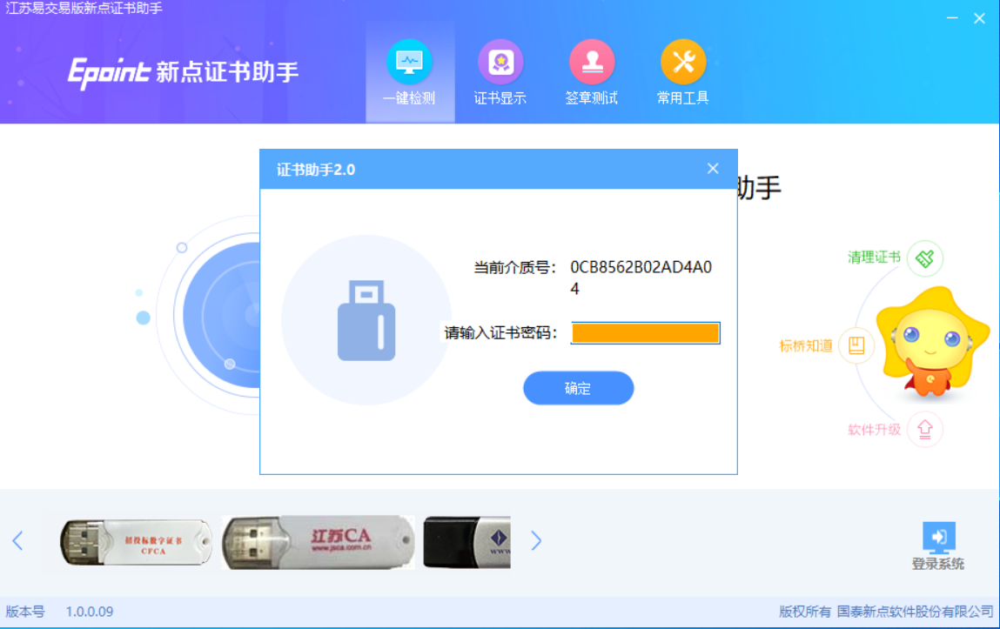 江苏易交易版新点证书助手
Epoint 新点证书助手
一键检测
证书显示
签章测试
常用工具
证书助手2.0
助手
当前介质号: 0CB8562B02AD4A0
4
请输入证书密码:
确定
清理证书
标桥知道
软件升级
招投标数字证书
CFCA
江苏CA
www.jsca.com.cn
www
登录系统
版本号 1.0.0.09
版权所有 国泰新点软件股份有限公司